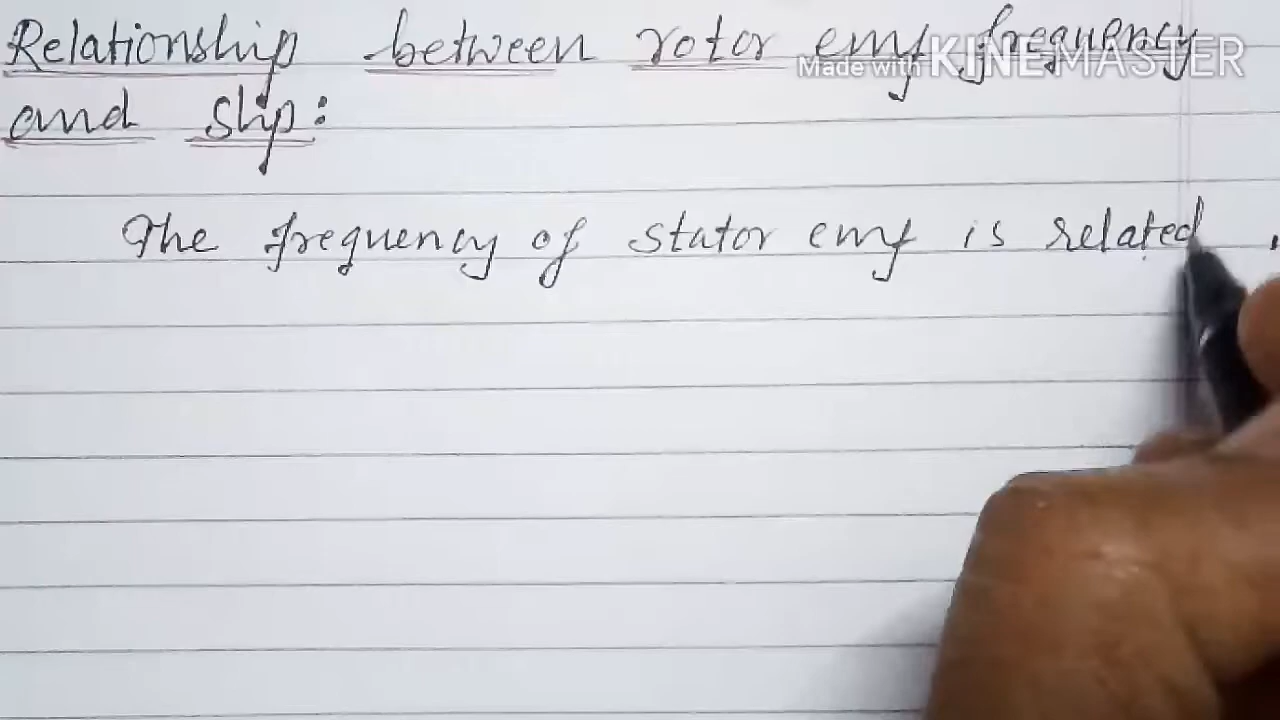 Relationship between rotor emf frequency
Made with KINEMASTER
and slip:
The frequency of stator emf is related